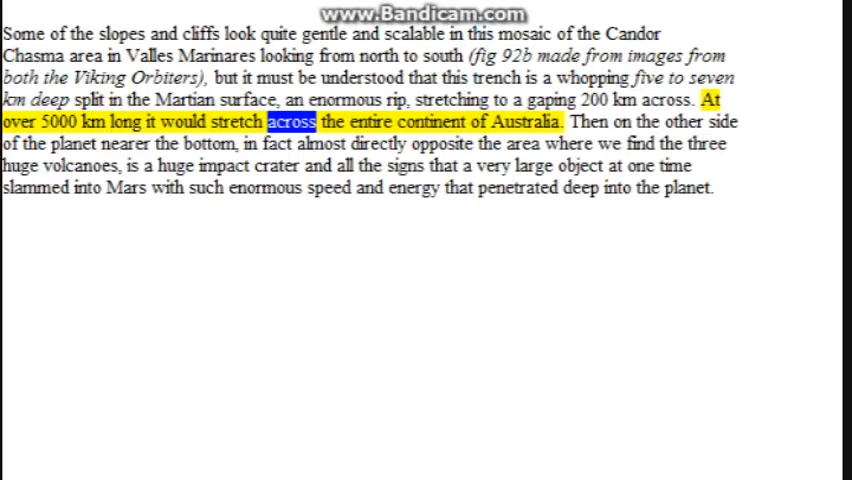 www.Bandicam.com
Some of the slopes and cliffs look quite gentle and scalable in this mosaic of the Candor
Chasma area in Valles Marinares looking from north to south (fig 92b made from images from
both the Viking Orbiters), but it must be understood that this trench is a whopping five to seven
km deep split in the Martian surface, an enormous rip, stretching to a gaping 200 km across. At
over 5000 km long it would stretch across the entire continent of Australia. Then on the other side
of the planet nearer the bottom, in fact almost directly opposite the area where we find the three
huge volcanoes, is a huge impact crater and all the signs that a very large object at one time
slammed into Mars with such enormous speed and energy that penetrated deep into the planet.